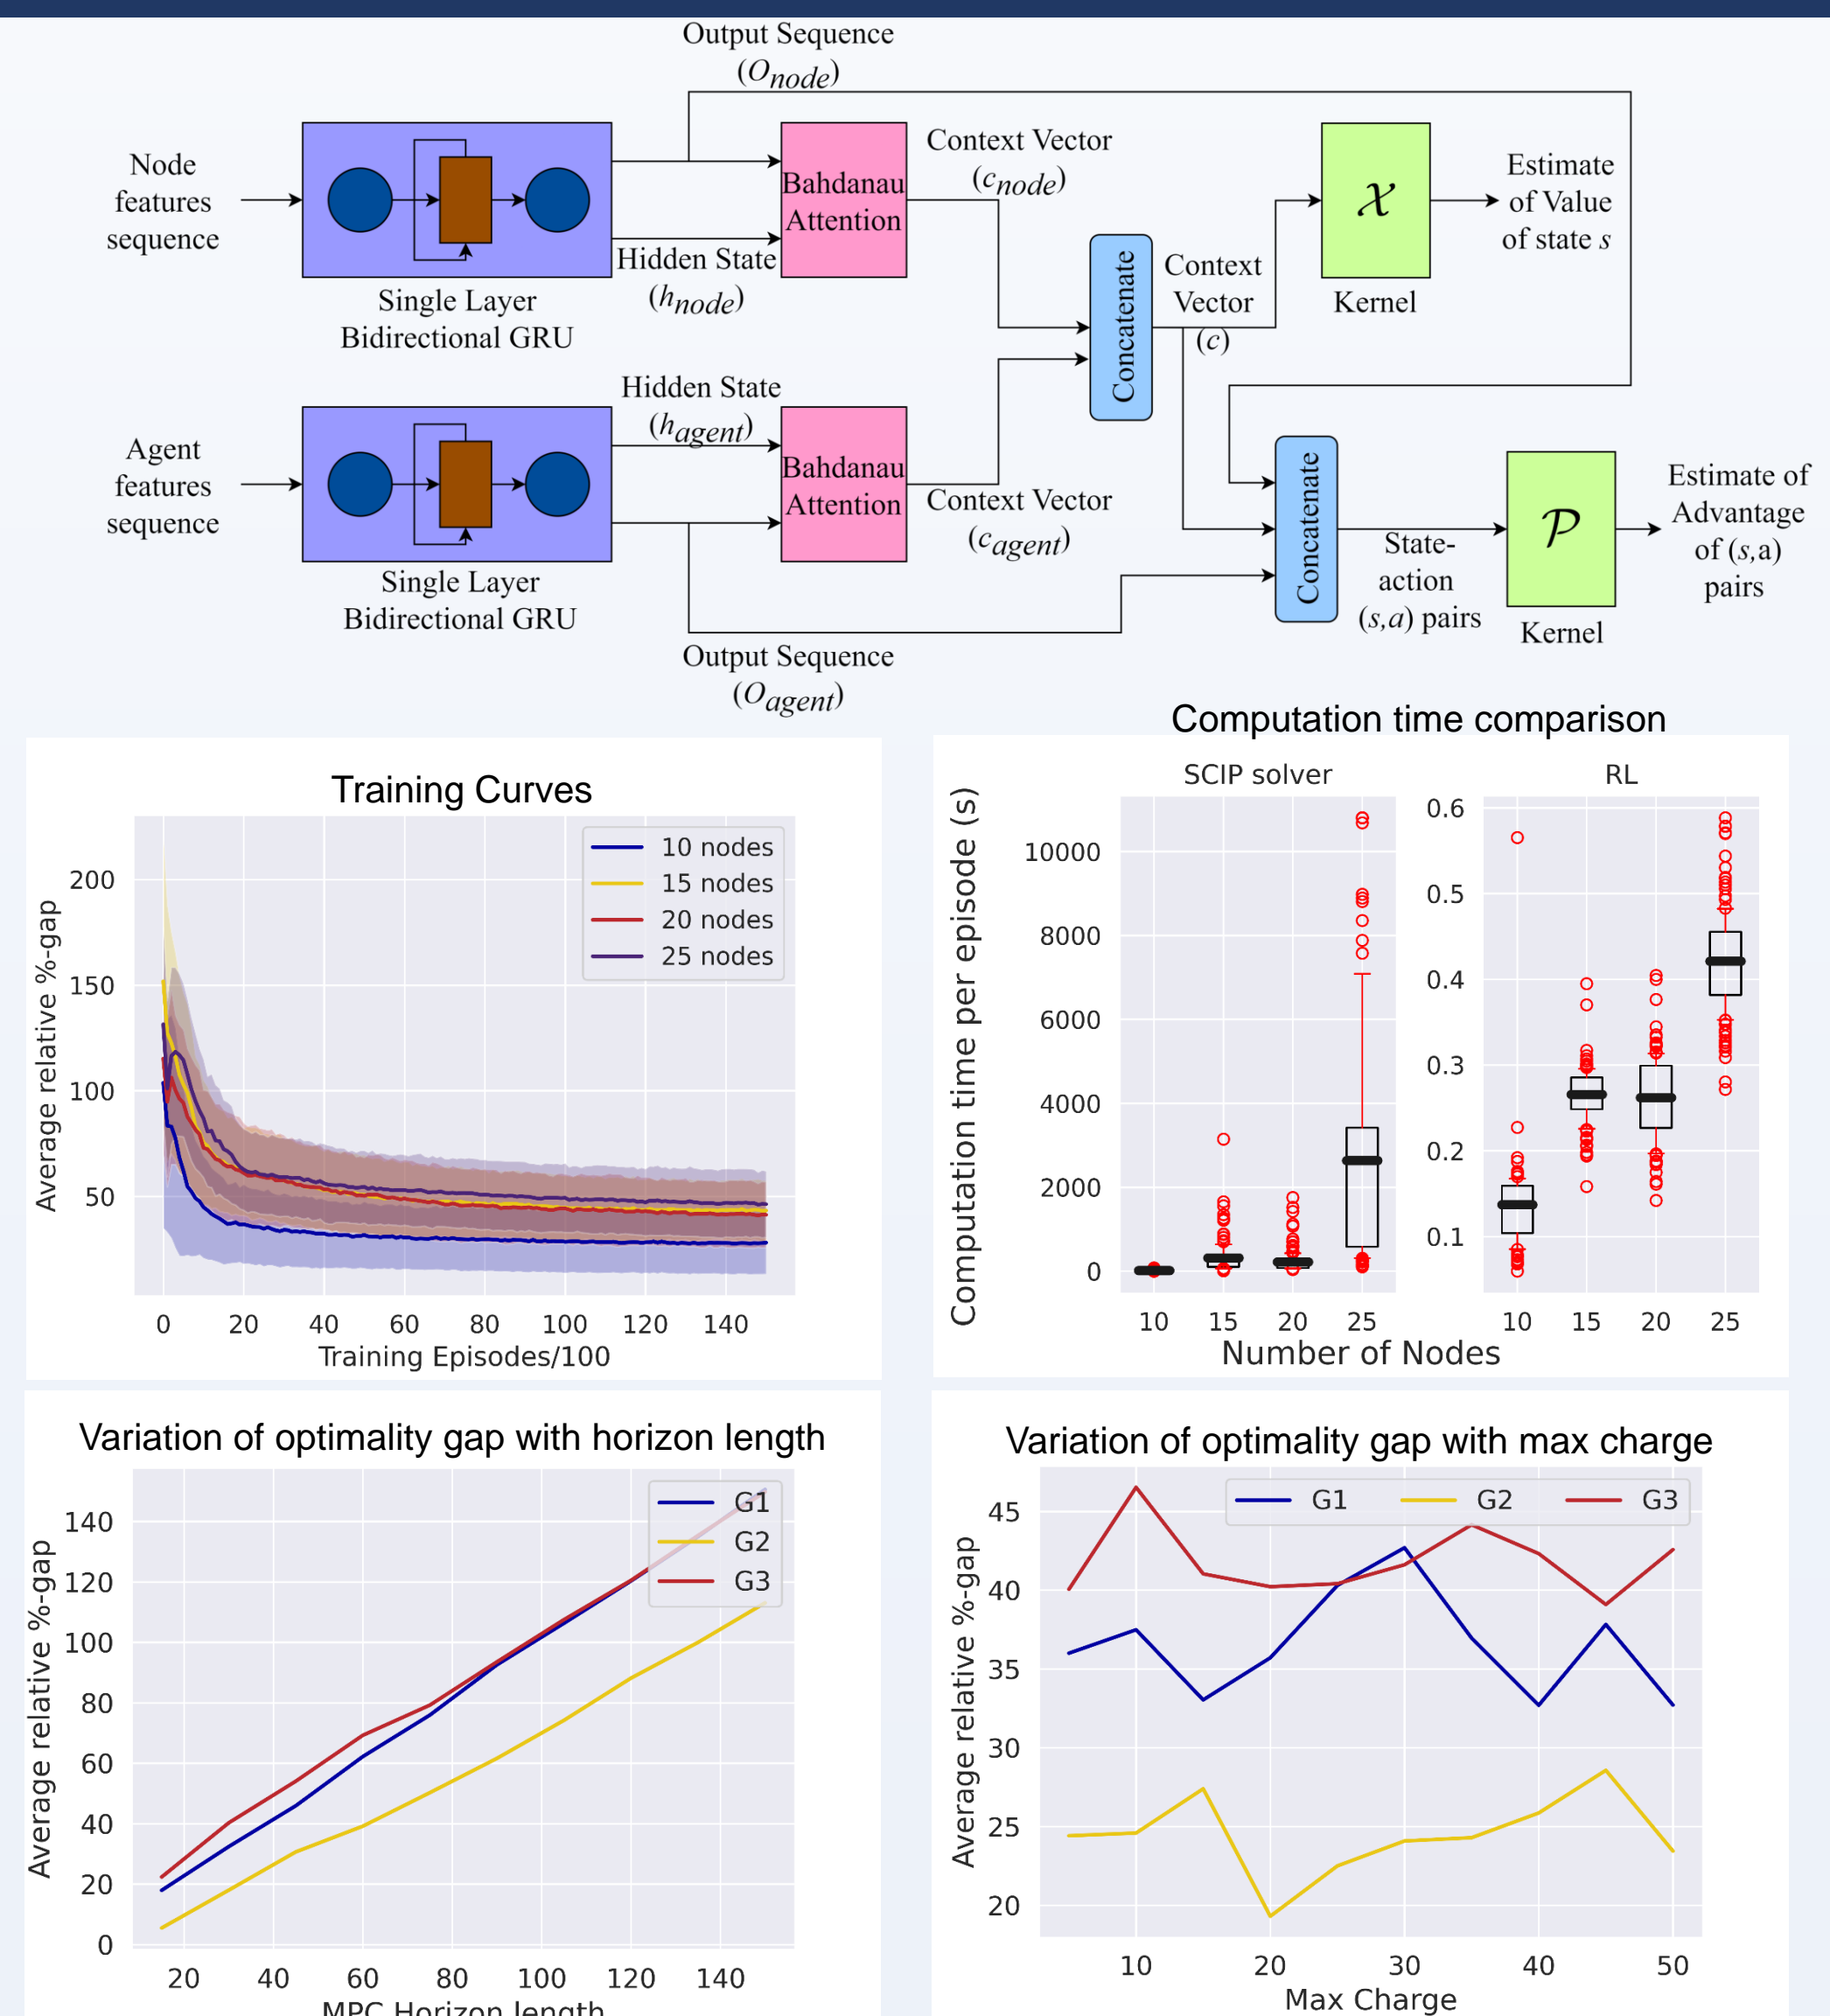 Output Sequence
(Onode)
Node
features
sequence
Single Layer
Bidirectional GRU
Hidden State
(hnode)
Bahdanau
Attention
Context Vector
(cnode)
Concatenate
Context
Vector
(c)
𝒳
Kernel
Estimate
of Value
of state s
Agent
features
sequence
Single Layer
Bidirectional GRU
Hidden State
(hagent)
Bahdanau
Attention
Context Vector
(cagent)
Output Sequence
(Oagent)
Concatenate
State-
action
(s,a) pairs
𝒫
Kernel
Estimate of
Advantage
of (s,a)
pairs
Training Curves
Average relative %-gap
200
150
100
50
10 nodes
15 nodes
20 nodes
25 nodes
0 20 40 60 80 100 120 140
Training Episodes/100
Computation time comparison
SCIP solver
RL
Computation time per episode (s)
10000
8000
6000
4000
2000
0
0.6
0.5
0.4
0.3
0.2
0.1
10 15 20 25
10 15 20 25
Number of Nodes
Variation of optimality gap with horizon length
Average relative %-gap
140
120
100
80
60
40
20
0
G1
G2
G3
20 40 60 80 100 120 140
MPC Horizon length
Variation of optimality gap with max charge
Average relative %-gap
45
40
35
30
25
20
G1 G2 G3
10 20 30 40 50
Max Charge